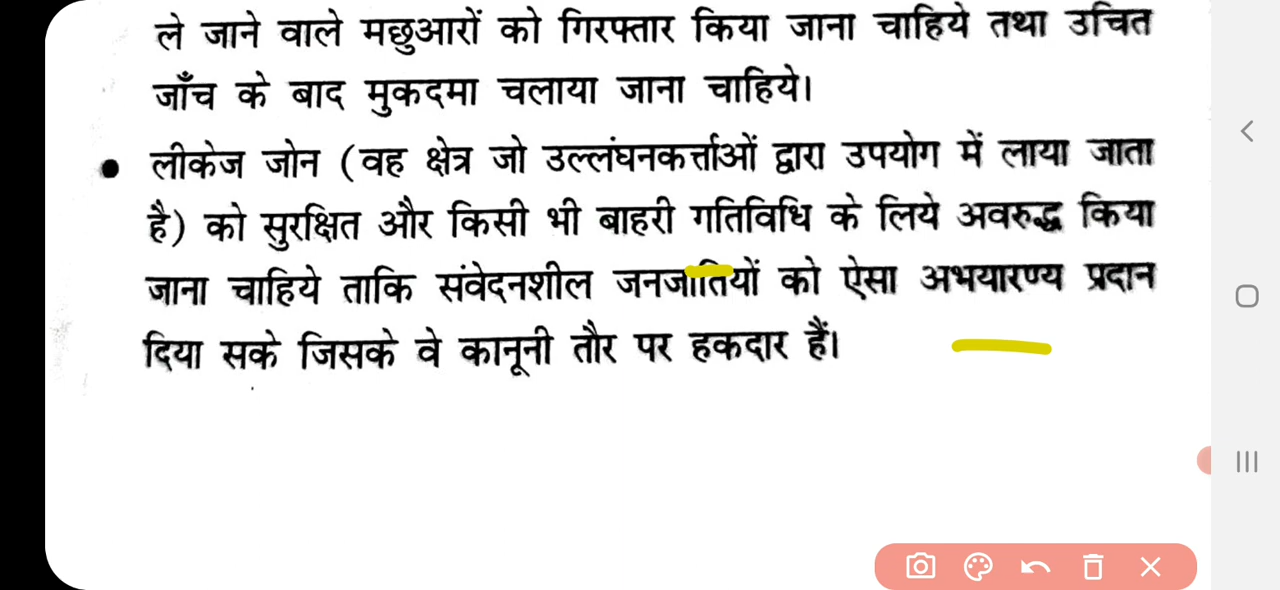 ले जाने वाले मछुआरों को गिरफ्तार किया जाना चाहिये तथा उचित
जाँच के बाद मुकदमा चलाया जाना चाहिये।
● लीकेज जोन (वह क्षेत्र जो उल्लंघनकर्त्ताओं द्वारा उपयोग में लाया जाता
है) को सुरक्षित और किसी भी बाहरी गतिविधि के लिये अवरुद्ध किया
जाना चाहिये ताकि संवेदनशील जनजातियों को ऐसा अभयारण्य प्रदान
दिया सके जिसके वे कानूनी तौर पर हकदार हैं।